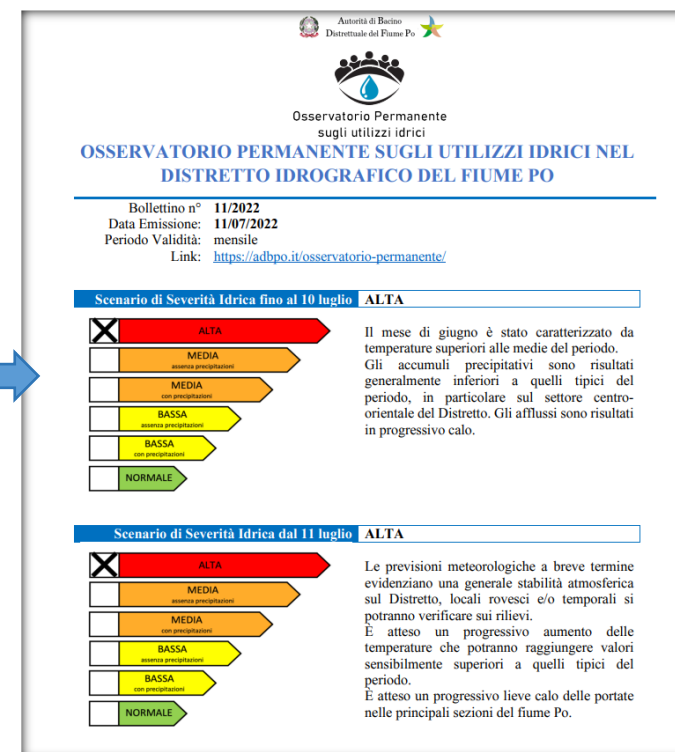 Autorità di Bacino
Distrettuale del Fiume Po
Osservatorio Permanente
sugli utilizzi idrici
OSSERVATORIO PERMANENTE SUGLI UTILIZZI IDRICI NEL
DISTRETTO IDROGRAFICO DEL FIUME PO
Bollettino n° 11/2022
Data Emissione: 11/07/2022
Periodo Validità: mensile
Link: https://adbpo.it/osservatorio-permanente/
Scenario di Severità Idrica fino al 10 luglio ALTA
ALTA
MEDIA
assenza precipitazioni
MEDIA
con precipitazioni
BASSA
assenza precipitazioni
BASSA
con precipitazioni
NORMALE
Il mese di giugno è stato caratterizzato da
temperature superiori alle medie del periodo.
Gli accumuli precipitativi sono risultati
generalmente inferiori a quelli tipici del
periodo, in particolare sul settore centro-
orientale del Distretto. Gli afflussi sono risultati
in progressivo calo.
Scenario di Severità Idrica dal 11 luglio ALTA
ALTA
MEDIA
assenza precipitazioni
MEDIA
con precipitazioni
BASSA
assenza precipitazioni
BASSA
con precipitazioni
NORMALE
Le previsioni meteorologiche a breve termine
evidenziano una generale stabilità atmosferica
sul Distretto, locali rovesci e/o temporali si
potranno verificare sui rilievi.
È atteso un progressivo aumento delle
temperature che potranno raggiungere valori
sensibilmente superiori a quelli tipici del
periodo.
È atteso un progressivo lieve calo delle portate
nelle principali sezioni del fiume Po.